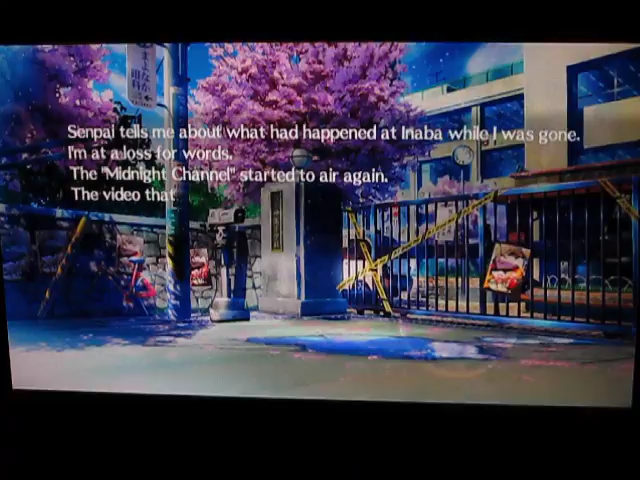 Senpai tells me about what had happened at Inaba while I was gone.
I'm at a loss for words.
The "Midnight Channel" started to air again.
The video that